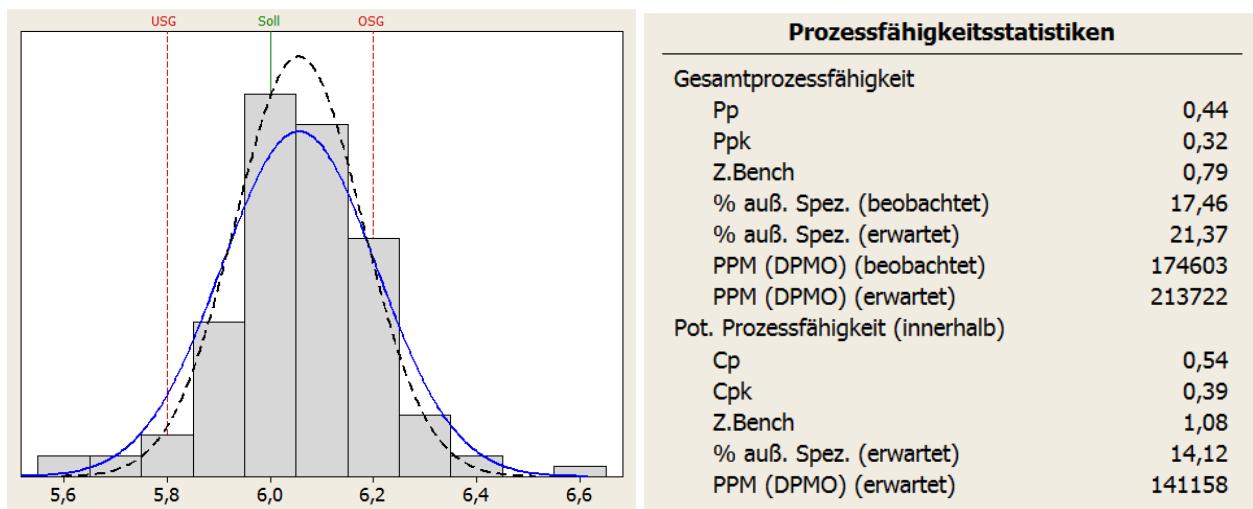 USG Soll OSG
5,6 5,8 6,0 6,2 6,4 6,6
Prozessfähigkeitsstatistiken
Gesamtprozessfähigkeit
Pp 0,44
Ppk 0,32
Z.Bench 0,79
% auß. Spez. (beobachtet) 17,46
% auß. Spez. (erwartet) 21,37
PPM (DPMO) (beobachtet) 174603
PPM (DPMO) (erwartet) 213722
Pot. Prozessfähigkeit (innerhalb)
Cp 0,54
Cpk 0,39
Z.Bench 1,08
% auß. Spez. (erwartet) 14,12
PPM (DPMO) (erwartet) 141158